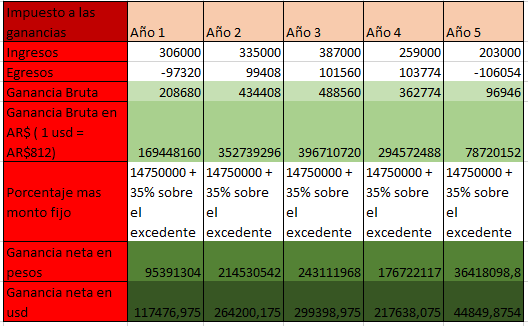 Impuesto a las ganancias Año 1 Año 2 Año 3 Año 4 Año 5
Ingresos 306000 335000 387000 259000 203000
Egresos -97320 99408 101560 103774 -106054
Ganancia Bruta 208680 434408 488560 362774 96946
Ganancia Bruta en AR$ ( 1 usd = AR$812) 169448160 352739296 396710720 294572488 78720152
Porcentaje mas monto fijo 14750000 + 35% sobre el excedente 14750000 + 35% sobre el excedente 14750000 + 35% sobre el excedente 14750000 + 35% sobre el excedente 14750000 + 35% sobre el excedente
Ganancia neta en pesos 95391304 214530542 243111968 176722117 36418098,8
Ganancia neta en usd 117476,975 264200,175 299398,975 217638,075 44849,8754